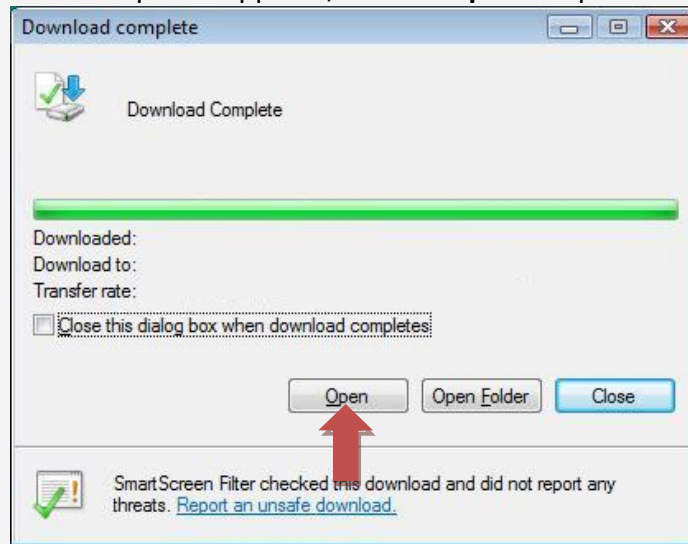 Download complete
Download Complete
Downloaded:
Download to:
Transfer rate:
Close this dialog box when download completes
Open Open Folder Close
SmartScreen Filter checked this download and did not report any
threats. Report an unsafe download.